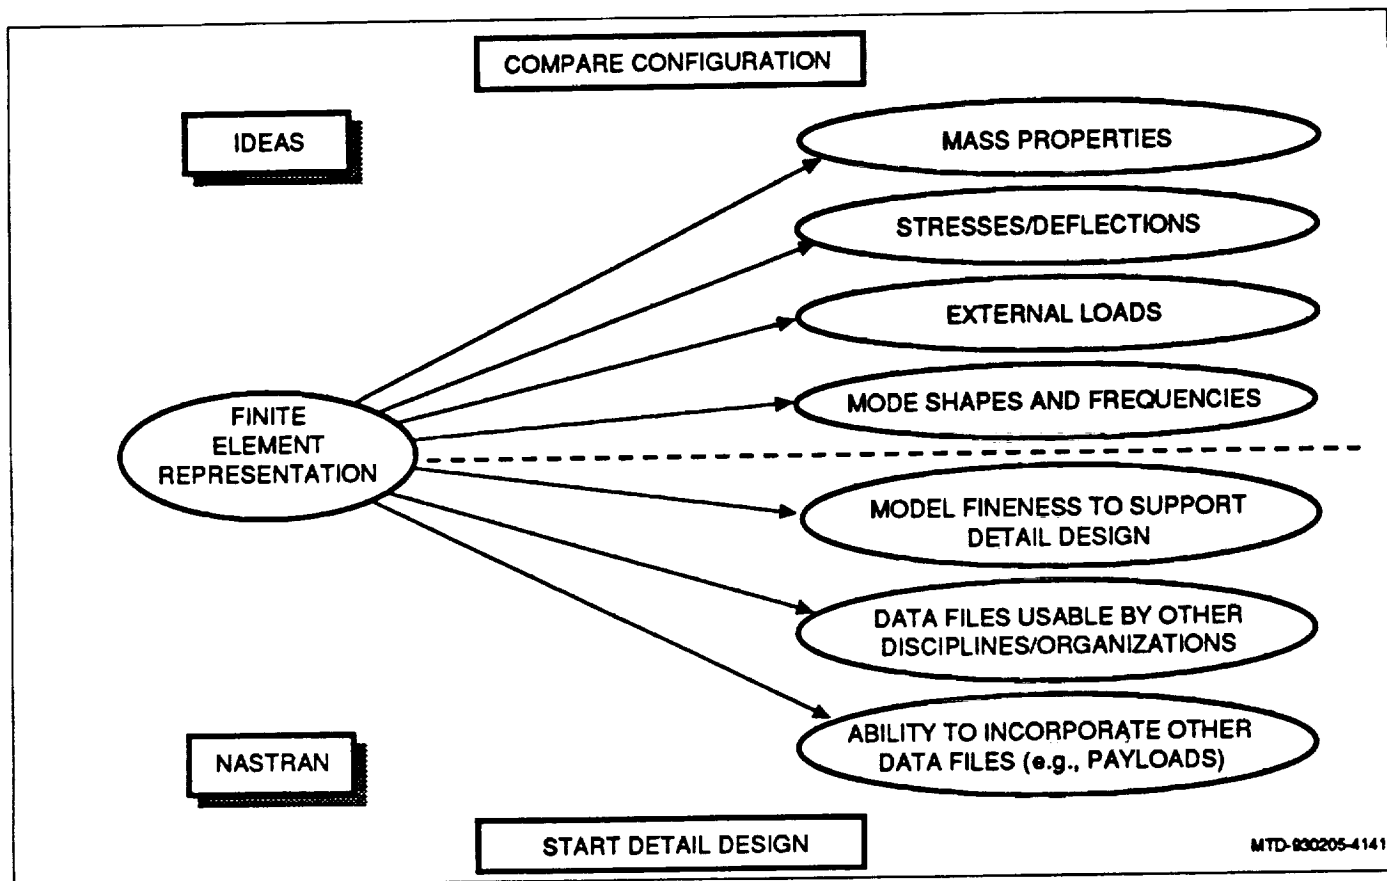 COMPARE CONFIGURATION
IDEAS
MASS PROPERTIES
STRESSES/DEFLECTIONS
EXTERNAL LOADS
MODE SHAPES AND FREQUENCIES
FINITE
ELEMENT
REPRESENTATION
MODEL FINENESS TO SUPPORT
DETAIL DESIGN
DATA FILES USABLE BY OTHER
DISCIPLINES/ORGANIZATIONS
ABILITY TO INCORPORATE OTHER
DATA FILES (e.g., PAYLOADS)
NASTRAN
START DETAIL DESIGN
MTD-930205-4141